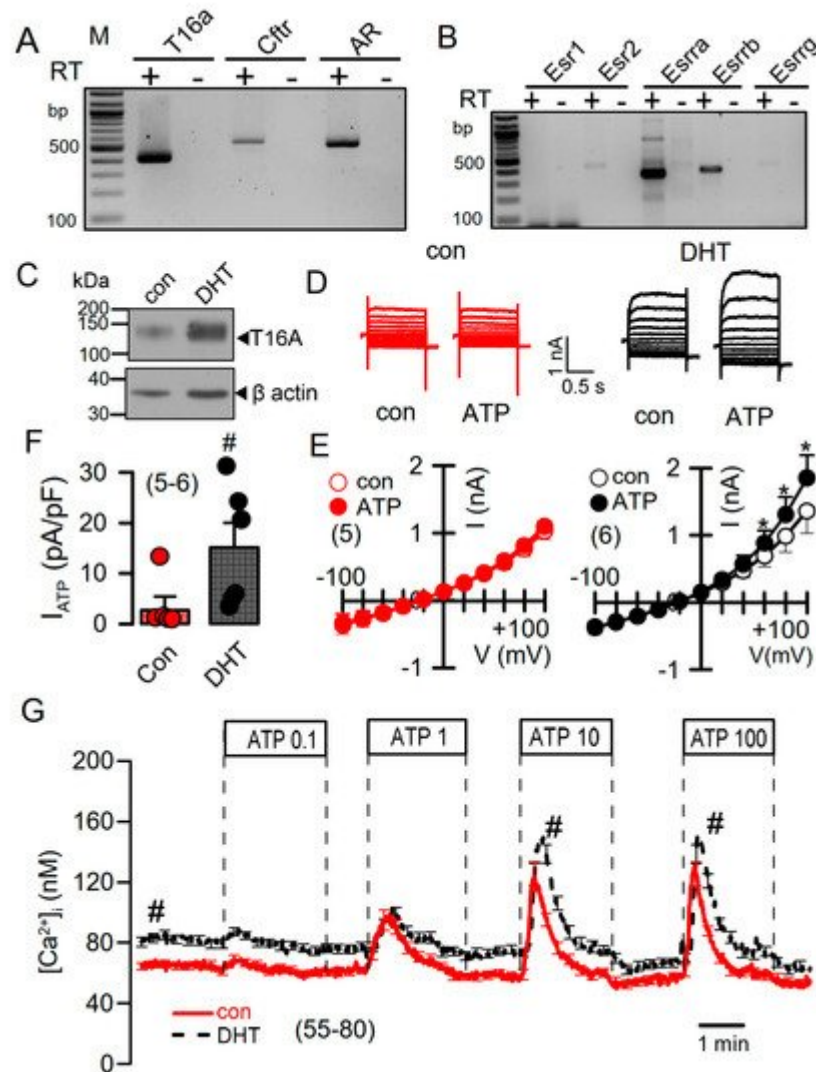 A
M
T16a
Cftr
AR
RT
+
-
+
-
+
-
bp
500
100
B
Esr1
Esr2
Esrra
Esrrb
Esrrg
RT
+
-
+
-
+
-
+
-
+
-
bp
500
100
C
kDa
con
DHT
200
150
100
T16A
40
30
β actin
D
con
DHT
1 nA
0.5 s
con
ATP
con
ATP
F
#
30
20
10
0
(5-6)
I_ATP (pA/pF)
Con
DHT
E
con
ATP
(5)
I (nA)
2
1
-100
+100
V (mV)
-1
con
ATP
(6)
I (nA)
2
1
* * *
-100
+100
V(mV)
-1
G
ATP 0.1
ATP 1
ATP 10
ATP 100
200
160
120
80
40
0
[Ca²⁺]i (nM)
#
#
#
con
DHT
(55-80)
1 min